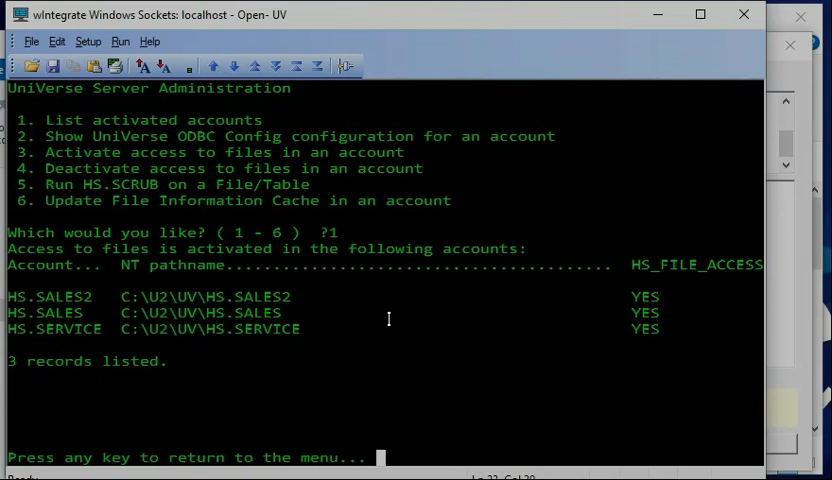 wIntegrate Windows Sockets: localhost - Open- UV
File Edit Setup Run Help
UniVerse Server Administration
1. List activated accounts
2. Show UniVerse ODBC Config configuration for an account
3. Activate access to files in an account
4. Deactivate access to files in an account
5. Run HS.SCRUB on a File/Table
6. Update File Information Cache in an account
Which would you like? ( 1 - 6 ) ?1
Access to files is activated in the following accounts:
Account... NT pathname......................................... HS_FILE_ACCESS
HS.SALES2 C:\U2\UV\HS.SALES2 YES
HS.SALES C:\U2\UV\HS.SALES YES
HS.SERVICE C:\U2\UV\HS.SERVICE YES
3 records listed.
Press any key to return to the menu...